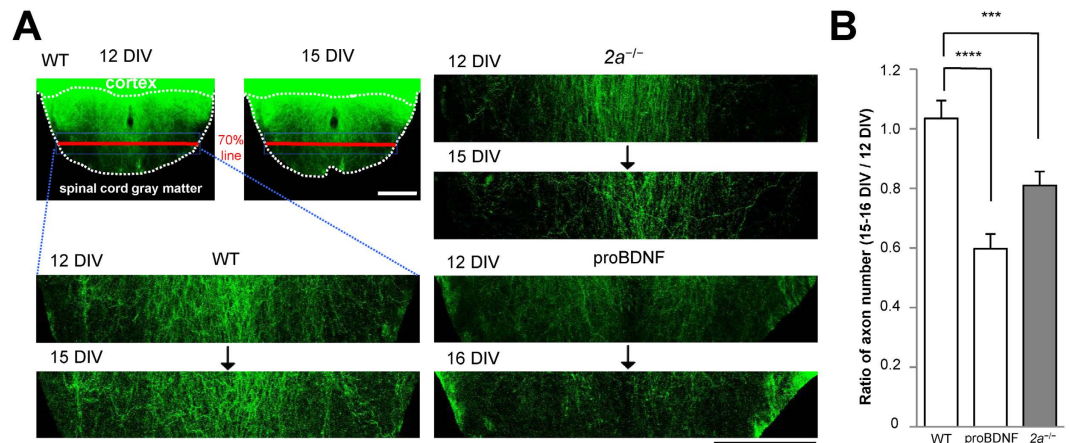 A
WT 12 DIV
15 DIV
cortex
70%
line
spinal cord gray matter
2a⁻/⁻
12 DIV
15 DIV
WT
12 DIV
15 DIV
proBDNF
12 DIV
16 DIV
B
***
****
Ratio of axon number (15-16 DIV / 12 DIV)
1.2
1.0
0.8
0.6
0.4
0.2
0
WT proBDNF 2a⁻/⁻